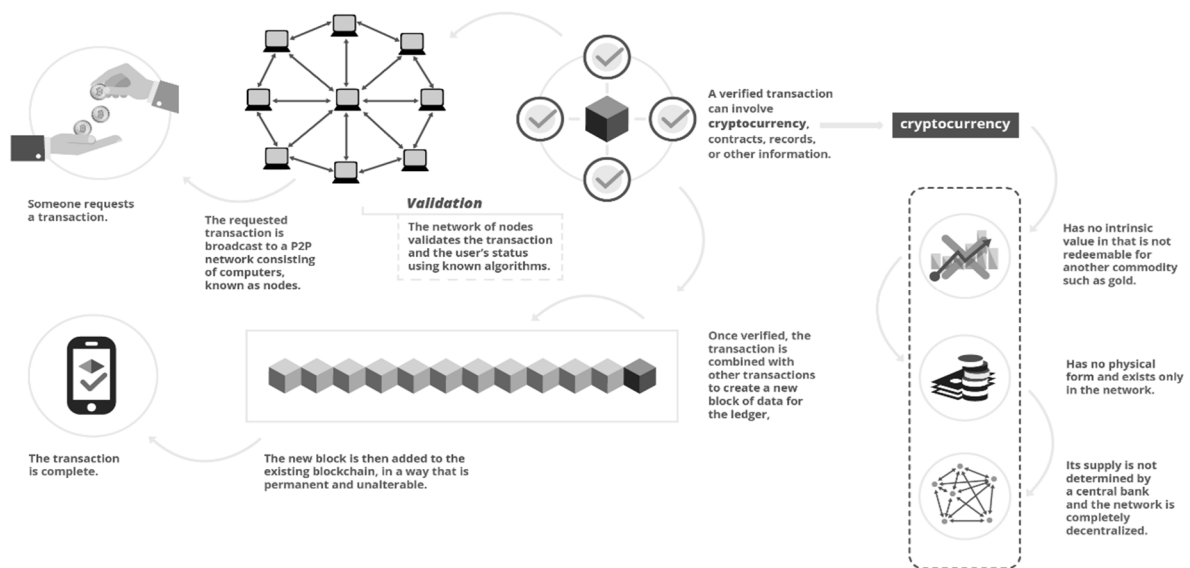 Someone requests
a transaction.
The requested
transaction is
broadcast to a P2P
network consisting
of computers,
known as nodes.
Validation
The network of nodes
validates the transaction
and the user's status
using known algorithms.
A verified transaction
can involve
cryptocurrency,
contracts, records,
or other information.
cryptocurrency
Has no intrinsic
value in that is not
redeemable for
another commodity
such as gold.
Has no physical
form and exists only
in the network.
Its supply is not
determined by
a central bank
and the network is
completely
decentralized.
Once verified, the
transaction is
combined with
other transactions
to create a new
block of data for
the ledger,
The new block is then added to the
existing blockchain, in a way that is
permanent and unalterable.
The transaction
is complete.